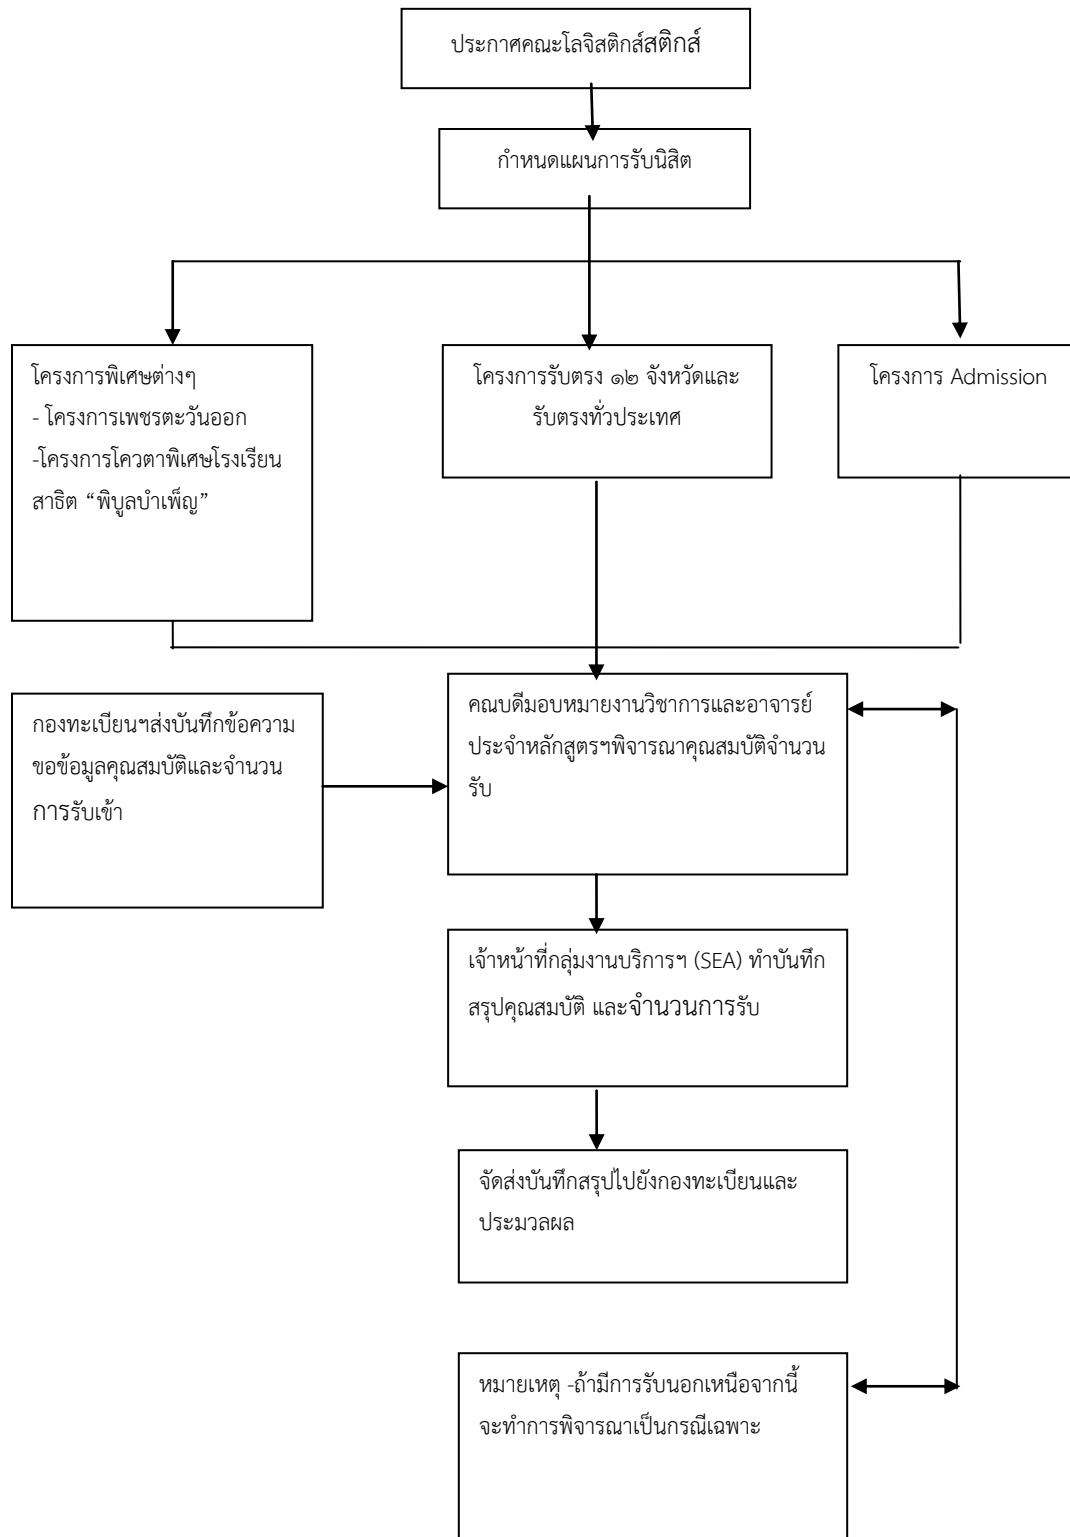 ประกาศคณะโลจิสติกส์สติกส์
กำหนดแผนการรับนิสิต
โครงการพิเศษต่างๆ
- โครงการเพชรตะวันออก
-โครงการโควตาพิเศษโรงเรียน
สาธิต “พิบูลบำเพ็ญ”
โครงการรับตรง ๑๒ จังหวัดและ
รับตรงทั่วประเทศ
โครงการ Admission
กองทะเบียนฯส่งบันทึกข้อความ
ขอข้อมูลคุณสมบัติและจำนวน
การรับเข้า
คณบดีมอบหมายงานวิชาการและอาจารย์
ประจำหลักสูตรฯพิจารณาคุณสมบัติจำนวน
รับ
เจ้าหน้าที่กลุ่มงานบริการฯ (SEA) ทำบันทึก
สรุปคุณสมบัติ และจำนวนการรับ
จัดส่งบันทึกสรุปไปยังกองทะเบียนและ
ประมวลผล
หมายเหตุ -ถ้ามีการรับนอกเหนือจากนี้
จะทำการพิจารณาเป็นกรณีเฉพาะ